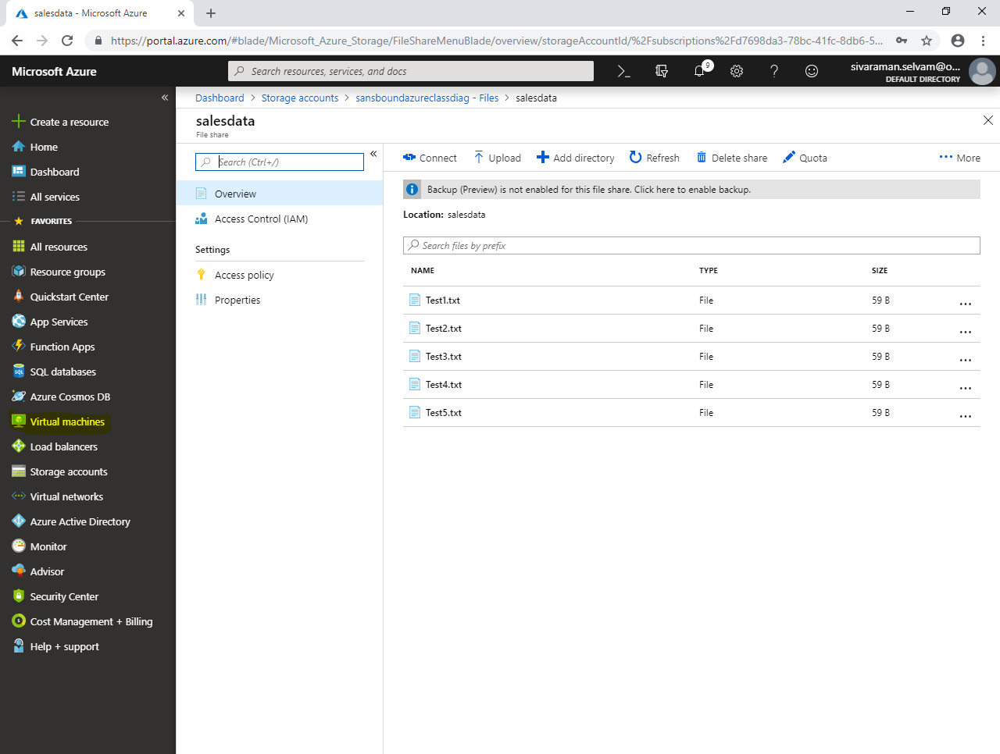 salesdata - Microsoft Azure
https://portal.azure.com/#blade/Microsoft_Azure_Storage/FileShareMenuBlade/overview/storageAccountId/%2Fsubscriptions%2Fd7698da3-78bc-41fc-8db6-5...
Microsoft Azure
Search resources, services, and docs
9
sivaraman.selvam@o...
DEFAULT DIRECTORY
Create a resource
Home
Dashboard
All services
FAVORITES
All resources
Resource groups
Quickstart Center
App Services
Function Apps
SQL databases
Azure Cosmos DB
Virtual machines
Load balancers
Storage accounts
Virtual networks
Azure Active Directory
Monitor
Advisor
Security Center
Cost Management + Billing
Help + support
Dashboard > Storage accounts > sansboundazureclassdiag - Files > salesdata
salesdata
File share
Search (Ctrl+/)
Overview
Access Control (IAM)
Settings
Access policy
Properties
Connect Upload Add directory Refresh Delete share Quota More
Backup (Preview) is not enabled for this file share. Click here to enable backup.
Location: salesdata
Search files by prefix
NAME TYPE SIZE
Test1.txt File 59 B ...
Test2.txt File 59 B ...
Test3.txt File 59 B ...
Test4.txt File 59 B ...
Test5.txt File 59 B ...